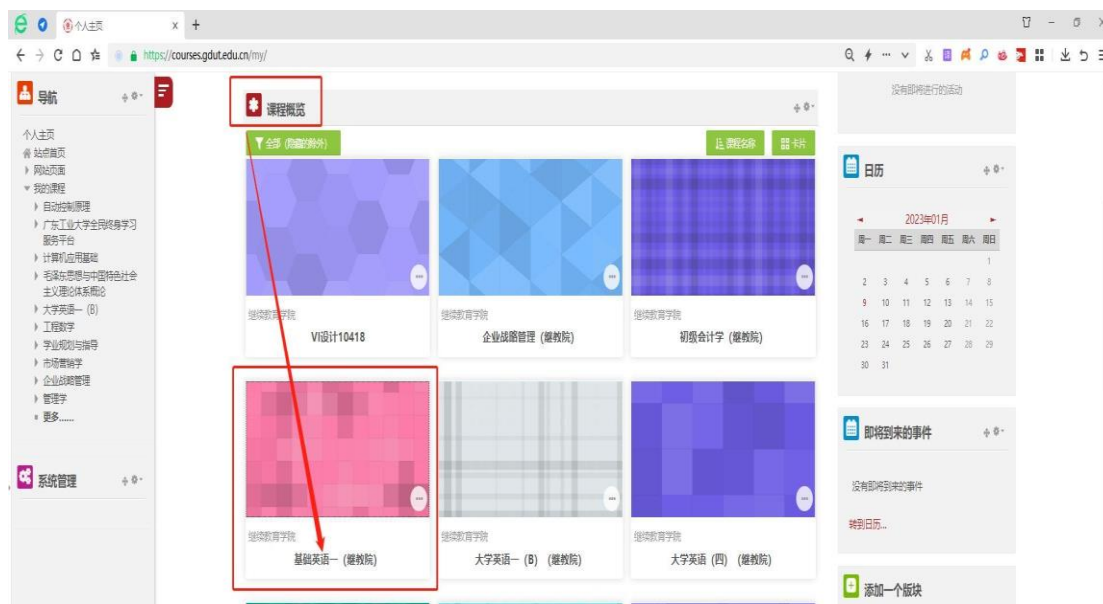 个人主页
https://courses.gdut.edu.cn/my/
导航
个人主页
站点首页
网站页面
我的课程
自动控制原理
广东工业大学全民终身学习
服务平台
计算机应用基础
毛泽东思想与中国特色社会
主义理论体系概论
大学英语一 (B)
工程数学
学业规划与指导
市场营销学
企业战略管理
管理学
更多......
系统管理
课程概览
全部 (隐藏的除外)
课程名称
卡片
继续教育学院
VI设计10418
继续教育学院
企业战略管理 (继教院)
继续教育学院
初级会计学 (继教院)
继续教育学院
基础英语一 (继教院)
继续教育学院
大学英语一 (B) (继教院)
继续教育学院
大学英语 (四) (继教院)
没有即将进行的活动
日历
2023年01月
周一 周二 周三 周四 周五 周六 周日
1
2 3 4 5 6 7 8
9 10 11 12 13 14 15
16 17 18 19 20 21 22
23 24 25 26 27 28 29
30 31
即将到来的事件
没有即将到来的事件
转到日历...
添加一个版块